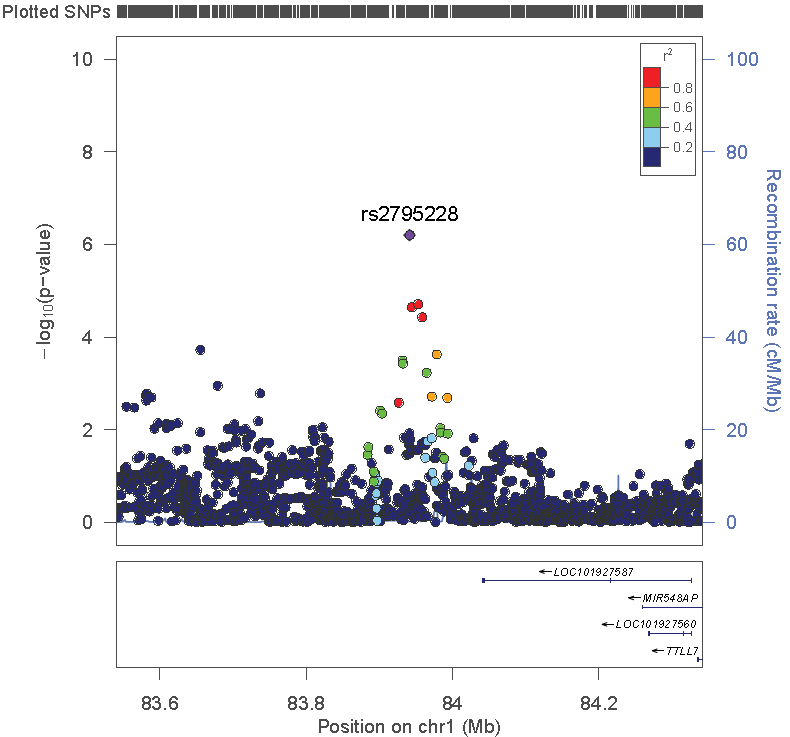 Plotted SNPs
10
8
6
4
2
0
−log10(p−value)
rs2795228
r2
0.8
0.6
0.4
0.2
100
80
60
40
20
0
Recombination rate (cM/Mb)
LOC101927587
MIR548AP
LOC101927560
TTLL7
83.6
83.8
84
84.2
Position on chr1 (Mb)